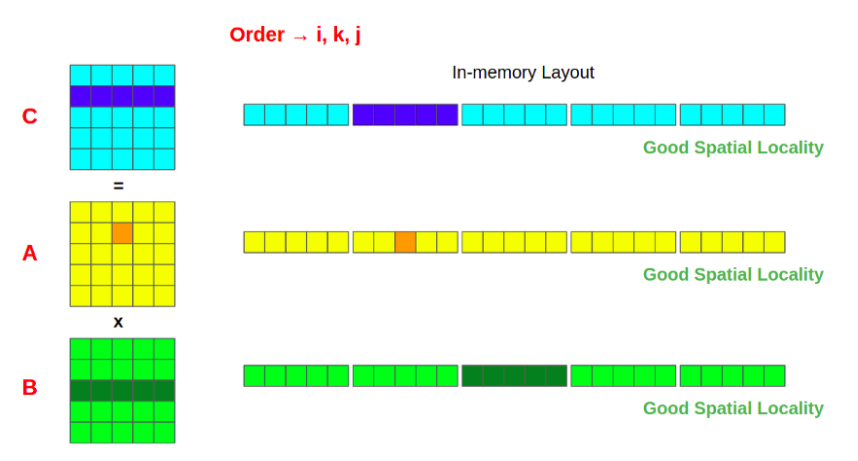 Order → i, k, j
In-memory Layout
C
Good Spatial Locality
=
A
Good Spatial Locality
x
B
Good Spatial Locality